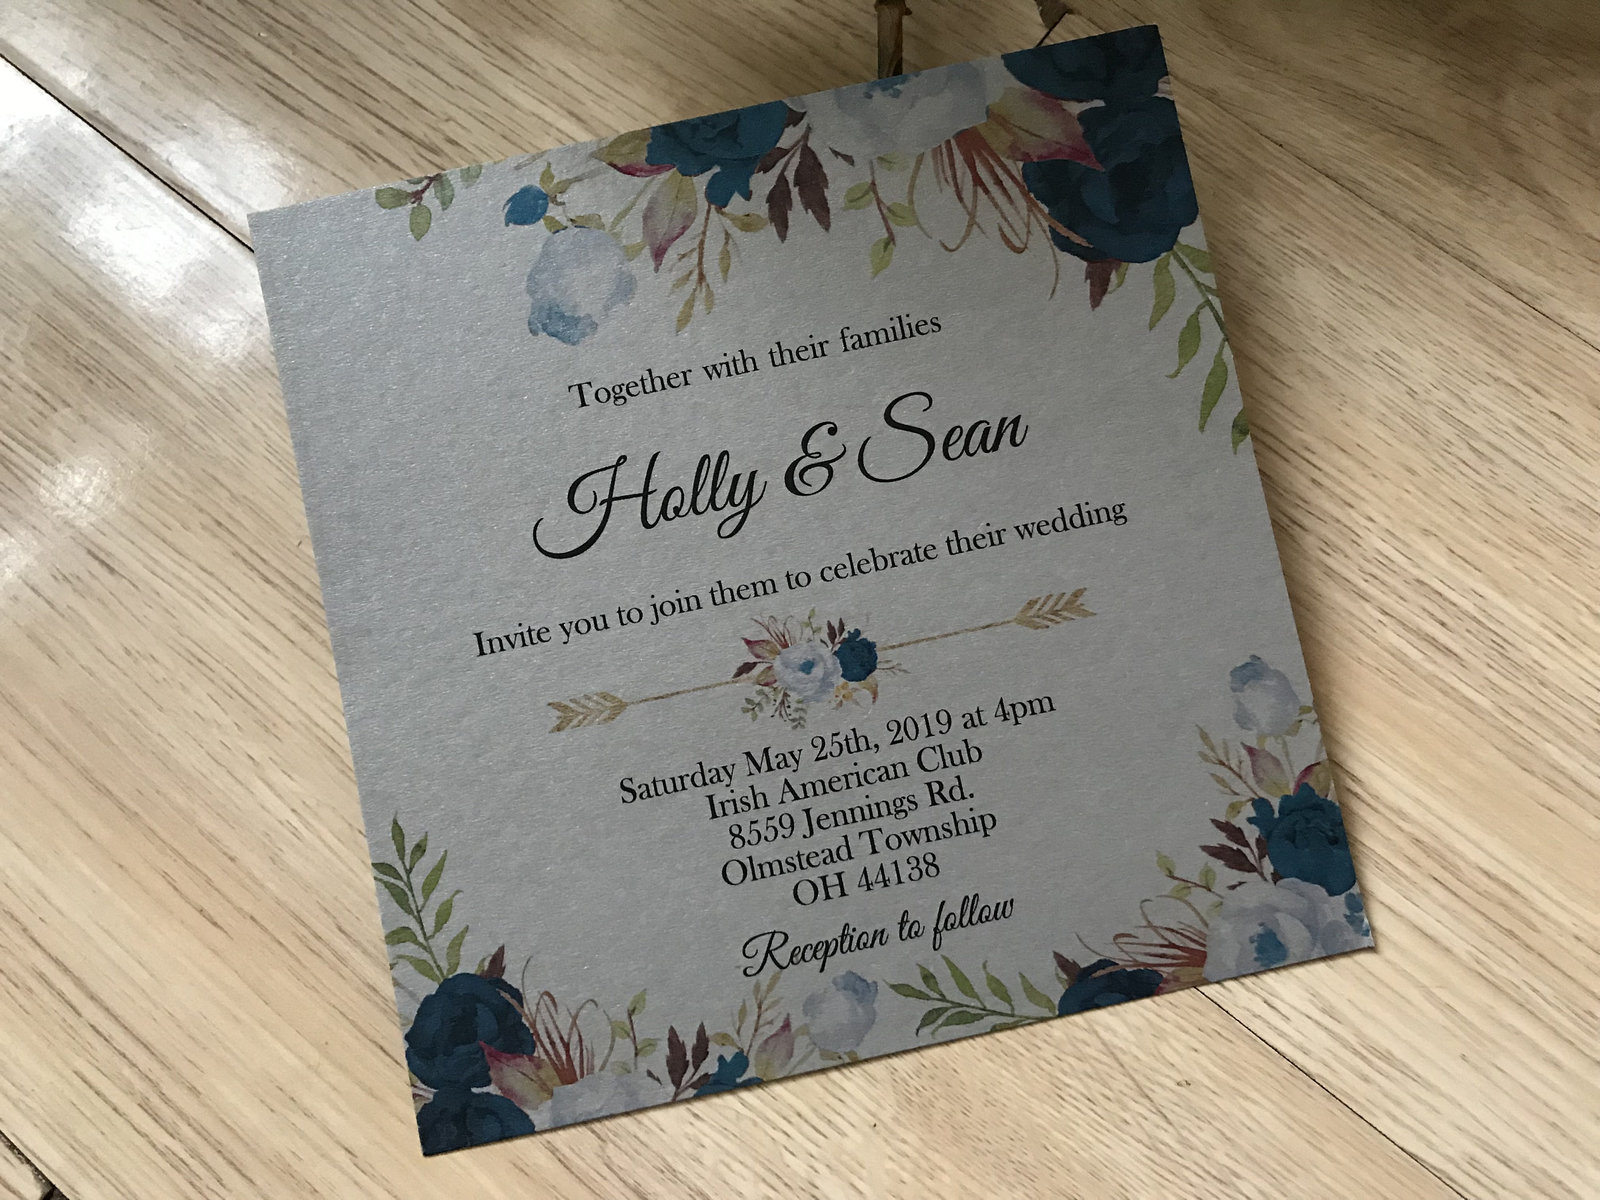 Together with their families
Holly & Sean
Invite you to join them to celebrate their wedding
Saturday May 25th, 2019 at 4pm
Irish American Club
8559 Jennings Rd.
Olmstead Township
OH 44138
Reception to follow